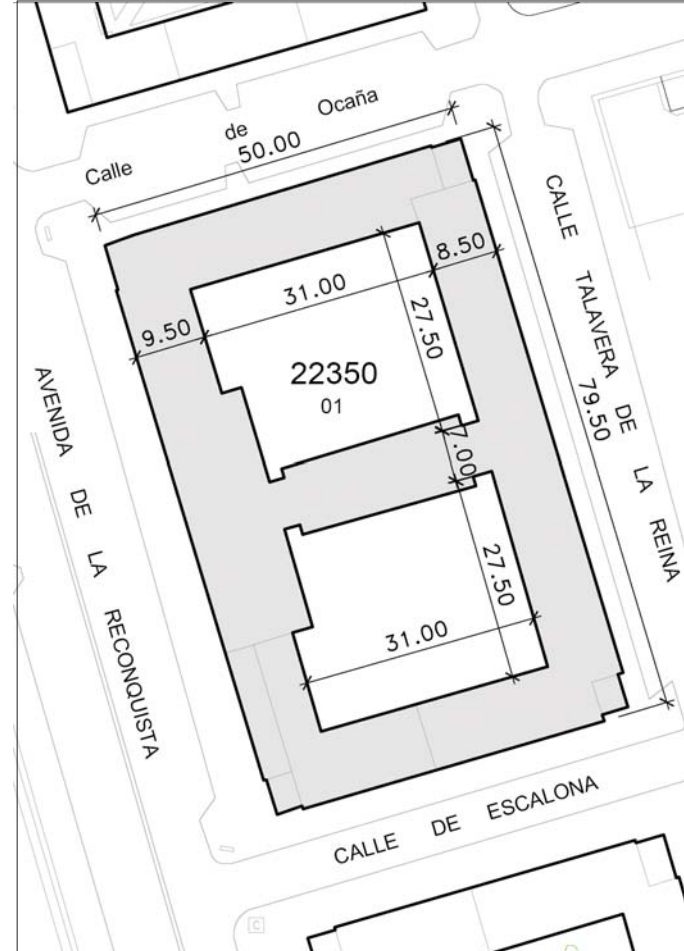 Calle de Ocaña
50.00
CALLE TALAVERA DE LA REINA
79.50
8.50
31.00
27.50
9.50
22350
01
7.00
AVENIDA DE LA RECONQUISTA
27.50
31.00
CALLE DE ESCALONA
C